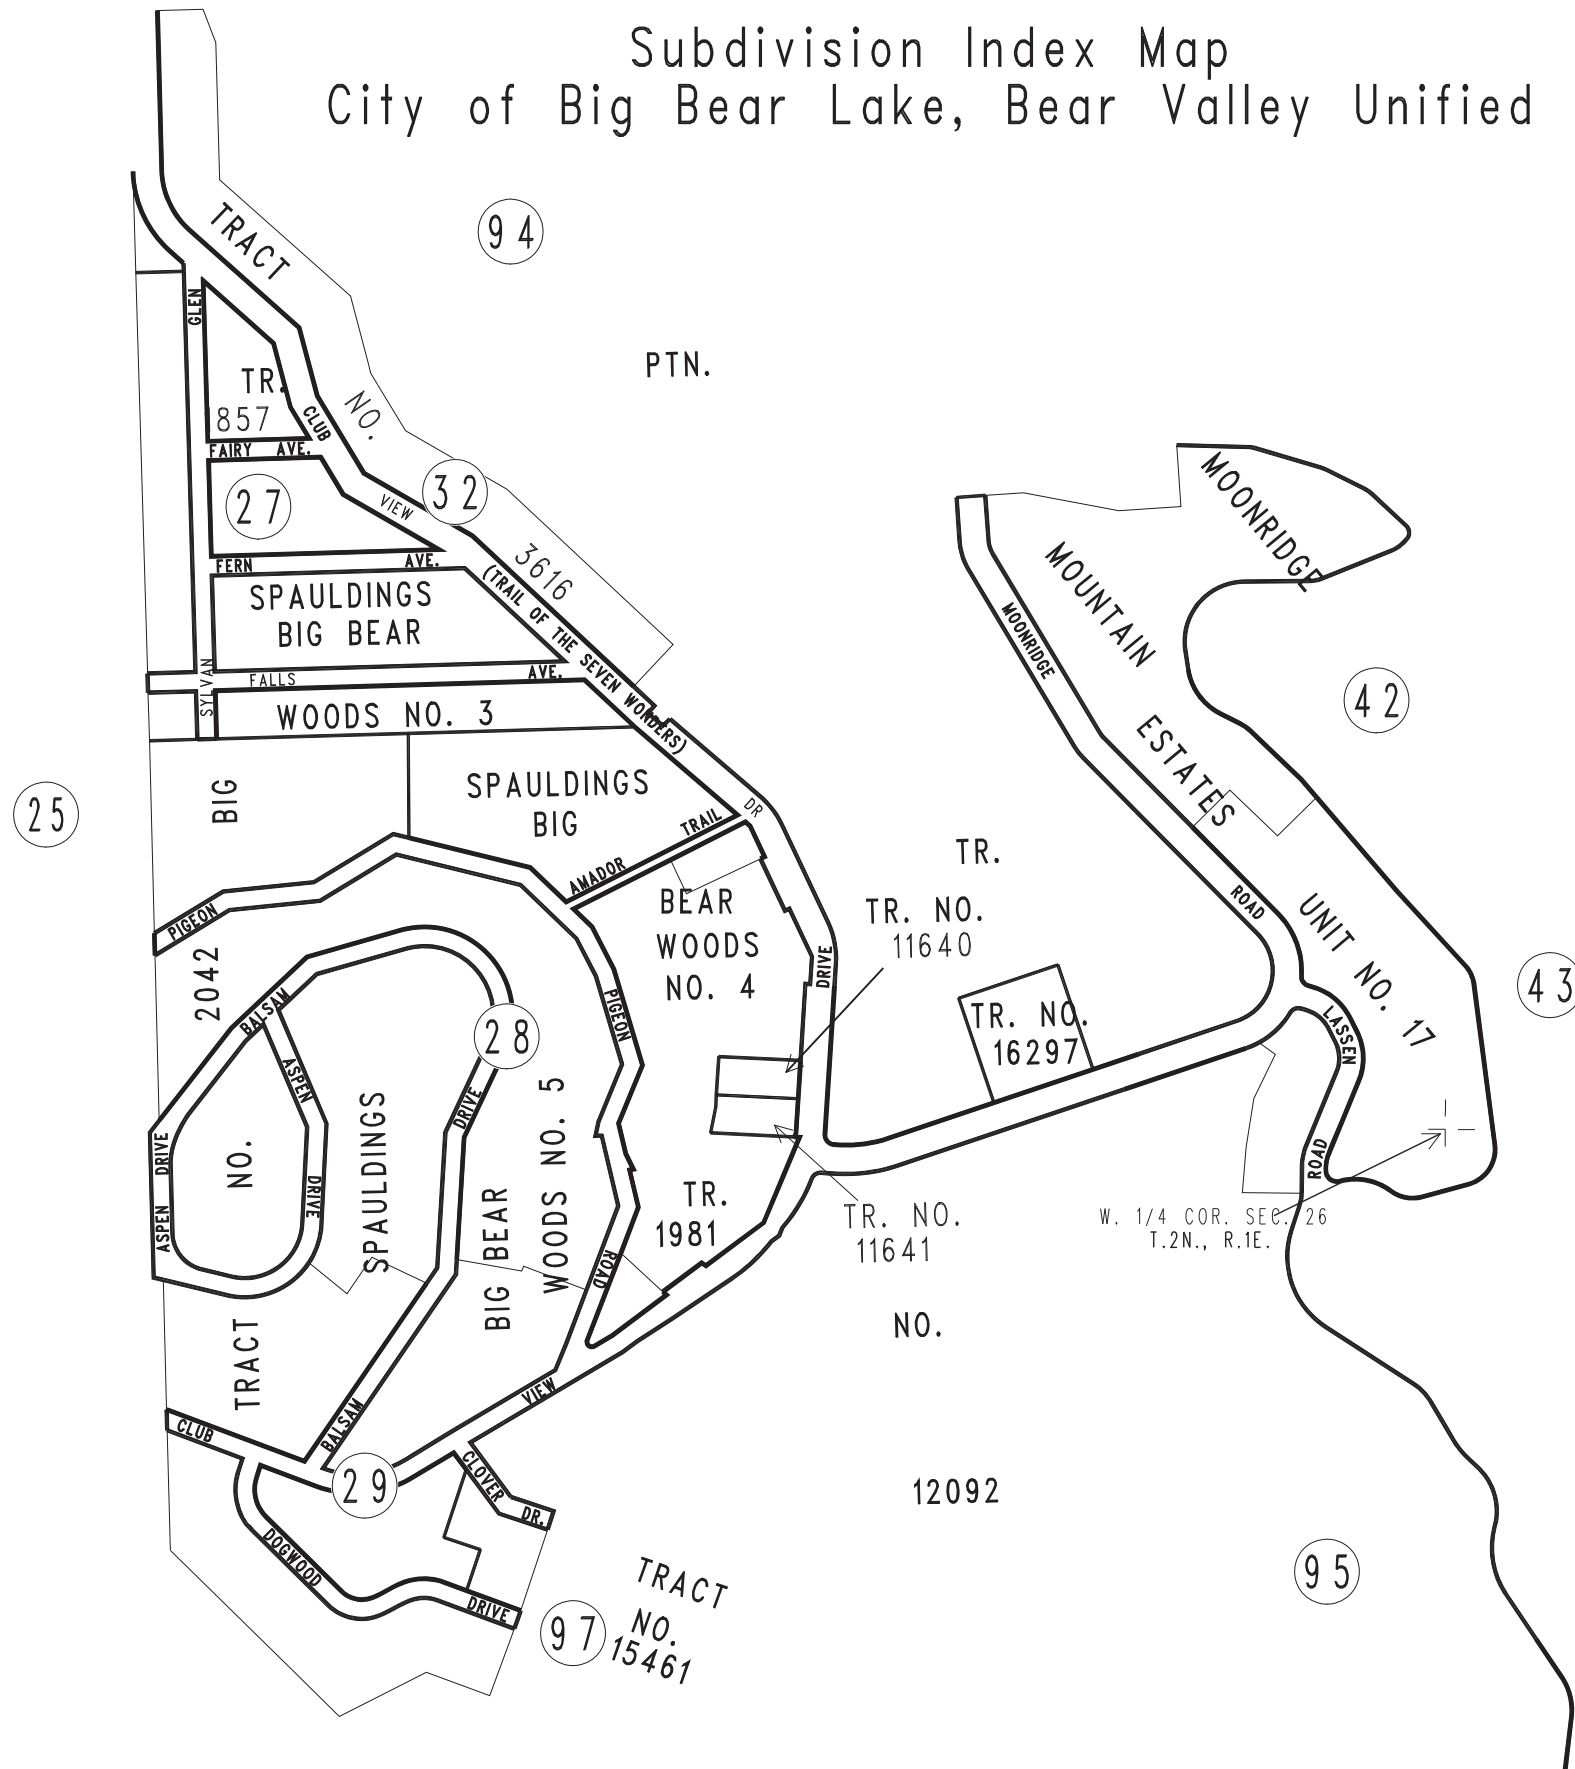 Subdivision Index Map
City of Big Bear Lake, Bear Valley Unified
94
TRACT
NO.
3616
GLEN
PTN.
TR.
857
CLUB
FAIRY AVE.
27
VIEW
32
FERN AVE.
(TRAIL OF THE SEVEN WONDERS)
SPAULDINGS
BIG BEAR
SYLVAN
FALLS AVE.
WOODS NO. 3
MOONRIDGE
MOUNTAIN
ESTATES
UNIT NO. 17
MOONRIDGE
ROAD
42
25
BIG
SPAULDINGS
BIG
DR
AMADOR TRAIL
TR.
BEAR
WOODS
NO. 4
TR. NO.
11640
DRIVE
PIGEON
2042
BALSAM
28
PIGEON
43
TR. NO.
16297
LASSEN
ROAD
ASPEN
DRIVE
DRIVE
ASPEN DRIVE
NO.
SPAULDINGS
BIG BEAR
WOODS NO. 5
TR.
1981
ROAD
TR. NO.
11641
W. 1/4 COR. SEC. 26
T.2N., R.1E.
NO.
TRACT
CLUB
BALSAM
VIEW
29
CLOVER
DR.
12092
DOGWOOD
DRIVE
97
TRACT
NO.
15461
95